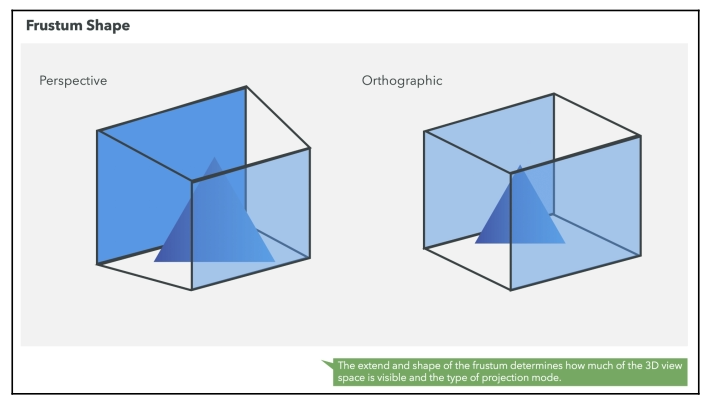 Frustum Shape
Perspective
Orthographic
The extend and shape of the frustum determines how much of the 3D view
space is visible and the type of projection mode.